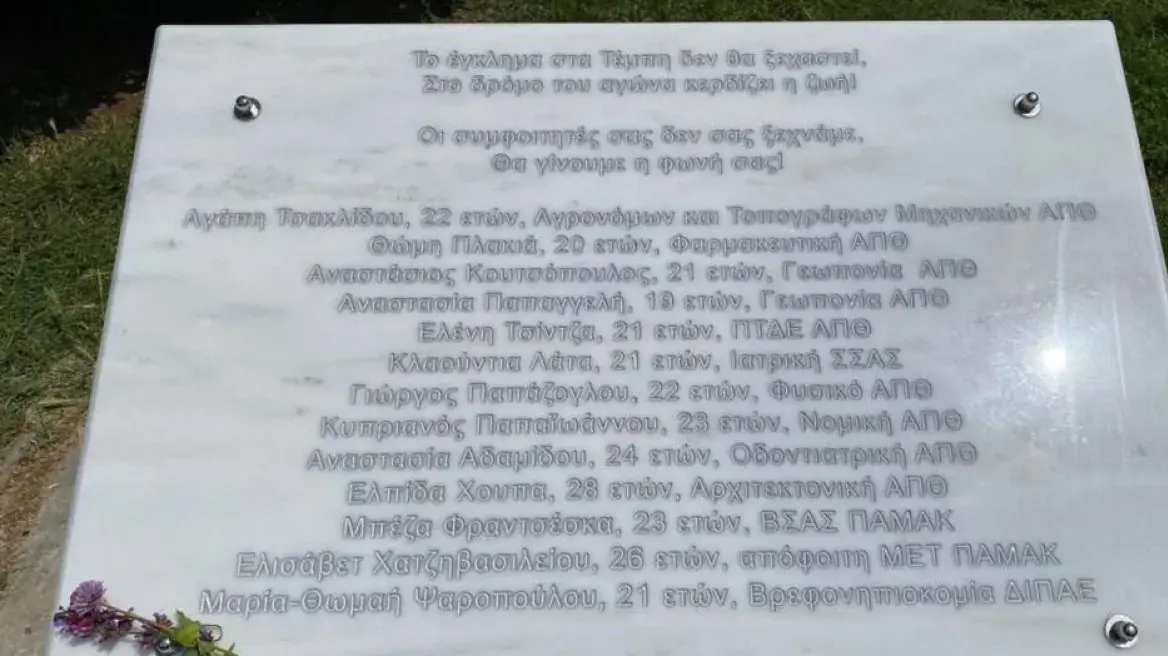 Το έγκλημα στα Τέμπη δεν θα ξεχαστεί,
Στο δρόμο του αγώνα κερδίζει η ζωή!
Οι συμφοιτητές σας δεν σας ξεχνάμε,
Θα γίνουμε η φωνή σας!
Αγάπη Τσακλίδου, 22 ετών, Αγρονόμων και Τοπογράφων Μηχανικών ΑΠΘ
Θώμη Πλακιά, 20 ετών, Φαρμακευτική ΑΠΘ
Αναστάσιος Κουτσόπουλος, 21 ετών, Γεωπονία ΑΠΘ
Αναστασία Παπαγγελή, 19 ετών, Γεωπονία ΑΠΘ
Ελένη Τσίντζα, 21 ετών, ΠΤΔΕ ΑΠΘ
Κλαούντια Λάτα, 21 ετών, Ιατρική ΣΣΑΣ
Γιώργος Παπάζογλου, 22 ετών, Φυσικό ΑΠΘ
Κυπριανός Παπαϊωάννου, 23 ετών, Νομική ΑΠΘ
Αναστασία Αδαμίδου, 24 ετών, Οδοντιατρική ΑΠΘ
Ελπίδα Χουπα, 28 ετών, Αρχιτεκτονική ΑΠΘ
Μπέζα Φραντσέσκα, 23 ετών, ΒΣΑΣ ΠΑΜΑΚ
Ελισάβετ Χατζηβασιλείου, 26 ετών, απόφοιτη ΜΕΤ ΠΑΜΑΚ
Μαρία-Θωμαή Ψαροπούλου, 21 ετών, Βρεφονηπιοκομία ΔΙΠΑΕ